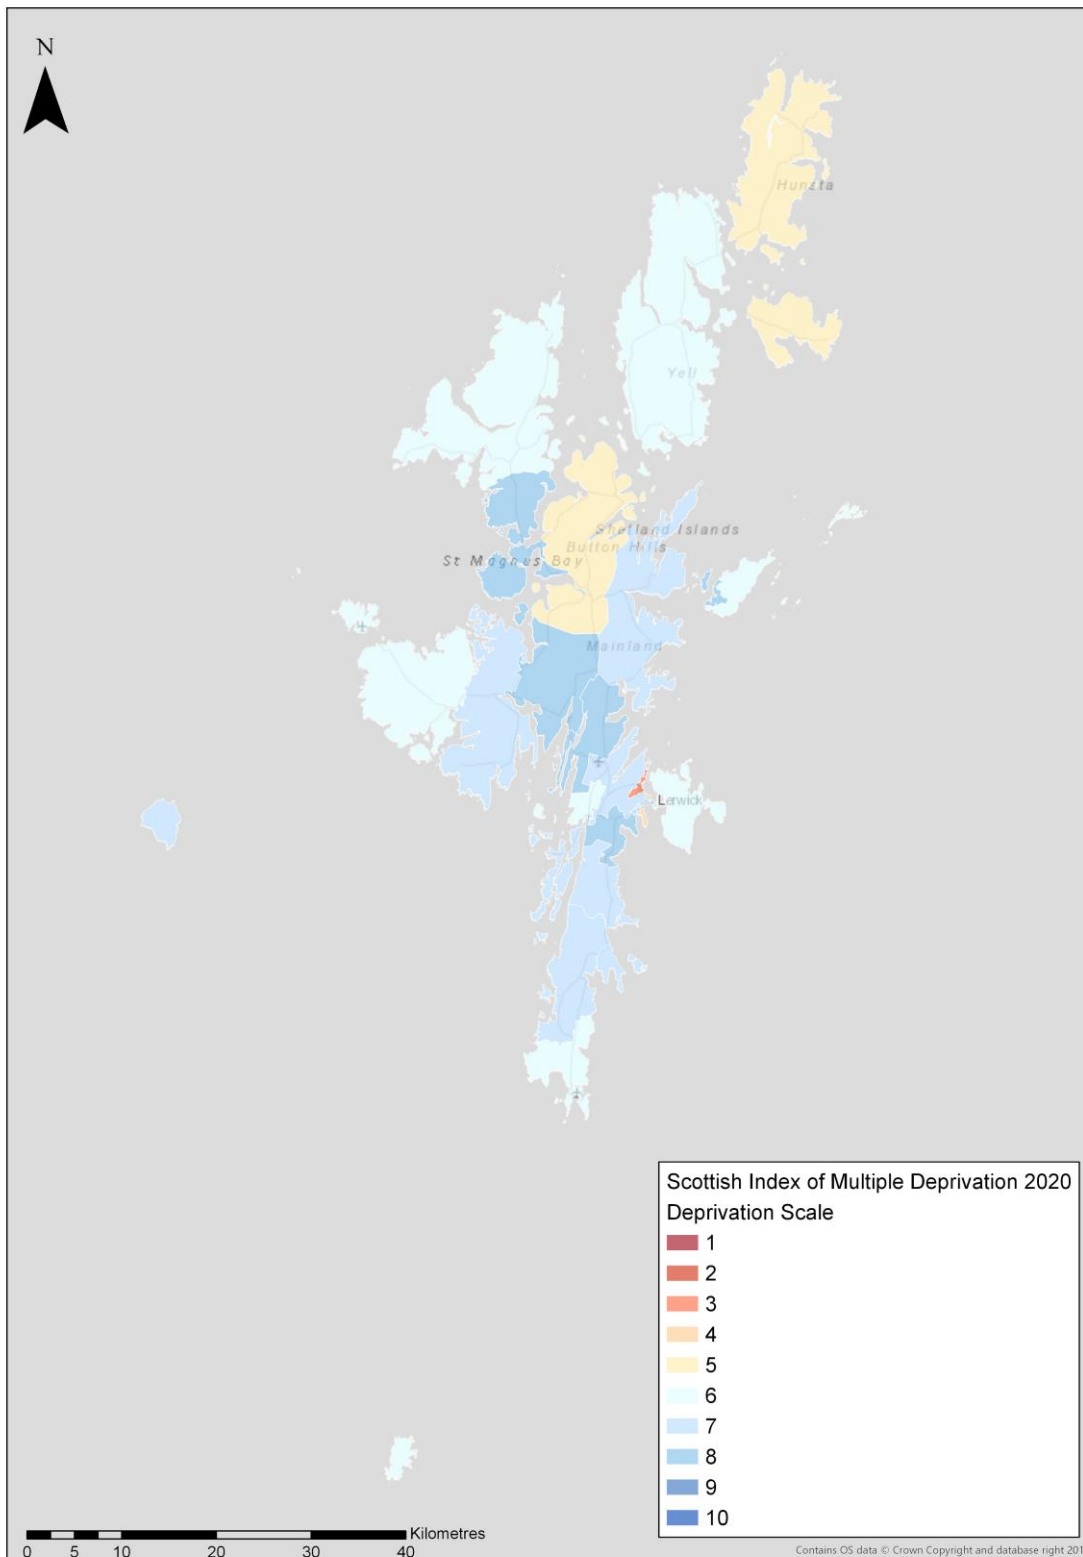 N
Hunsta
Yell
Shetland Islands
Button Hills
St Magnus Bay
Mainland
Lerwick
Scottish Index of Multiple Deprivation 2020
Deprivation Scale
1
2
3
4
5
6
7
8
9
10
Kilometres
0 5 10 20 30 40
Contains OS data © Crown Copyright and database right 201